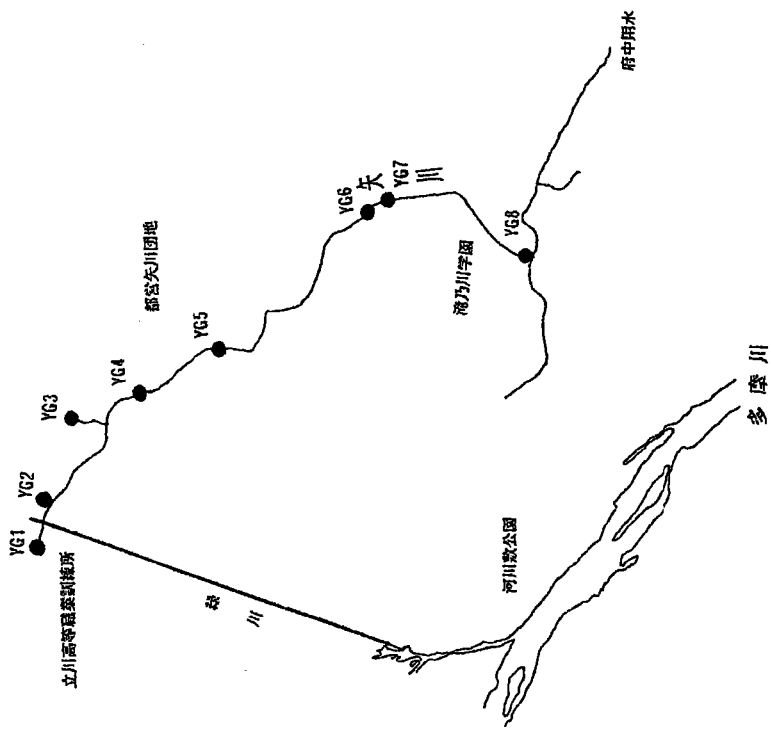 府中用水
YG6
矢川
YG7
YG8
都営矢川団地
滝乃川学園
YG5
YG4
YG3
YG2
YG1
立川高等職業訓練所
緑川
河川敷公園
多摩川